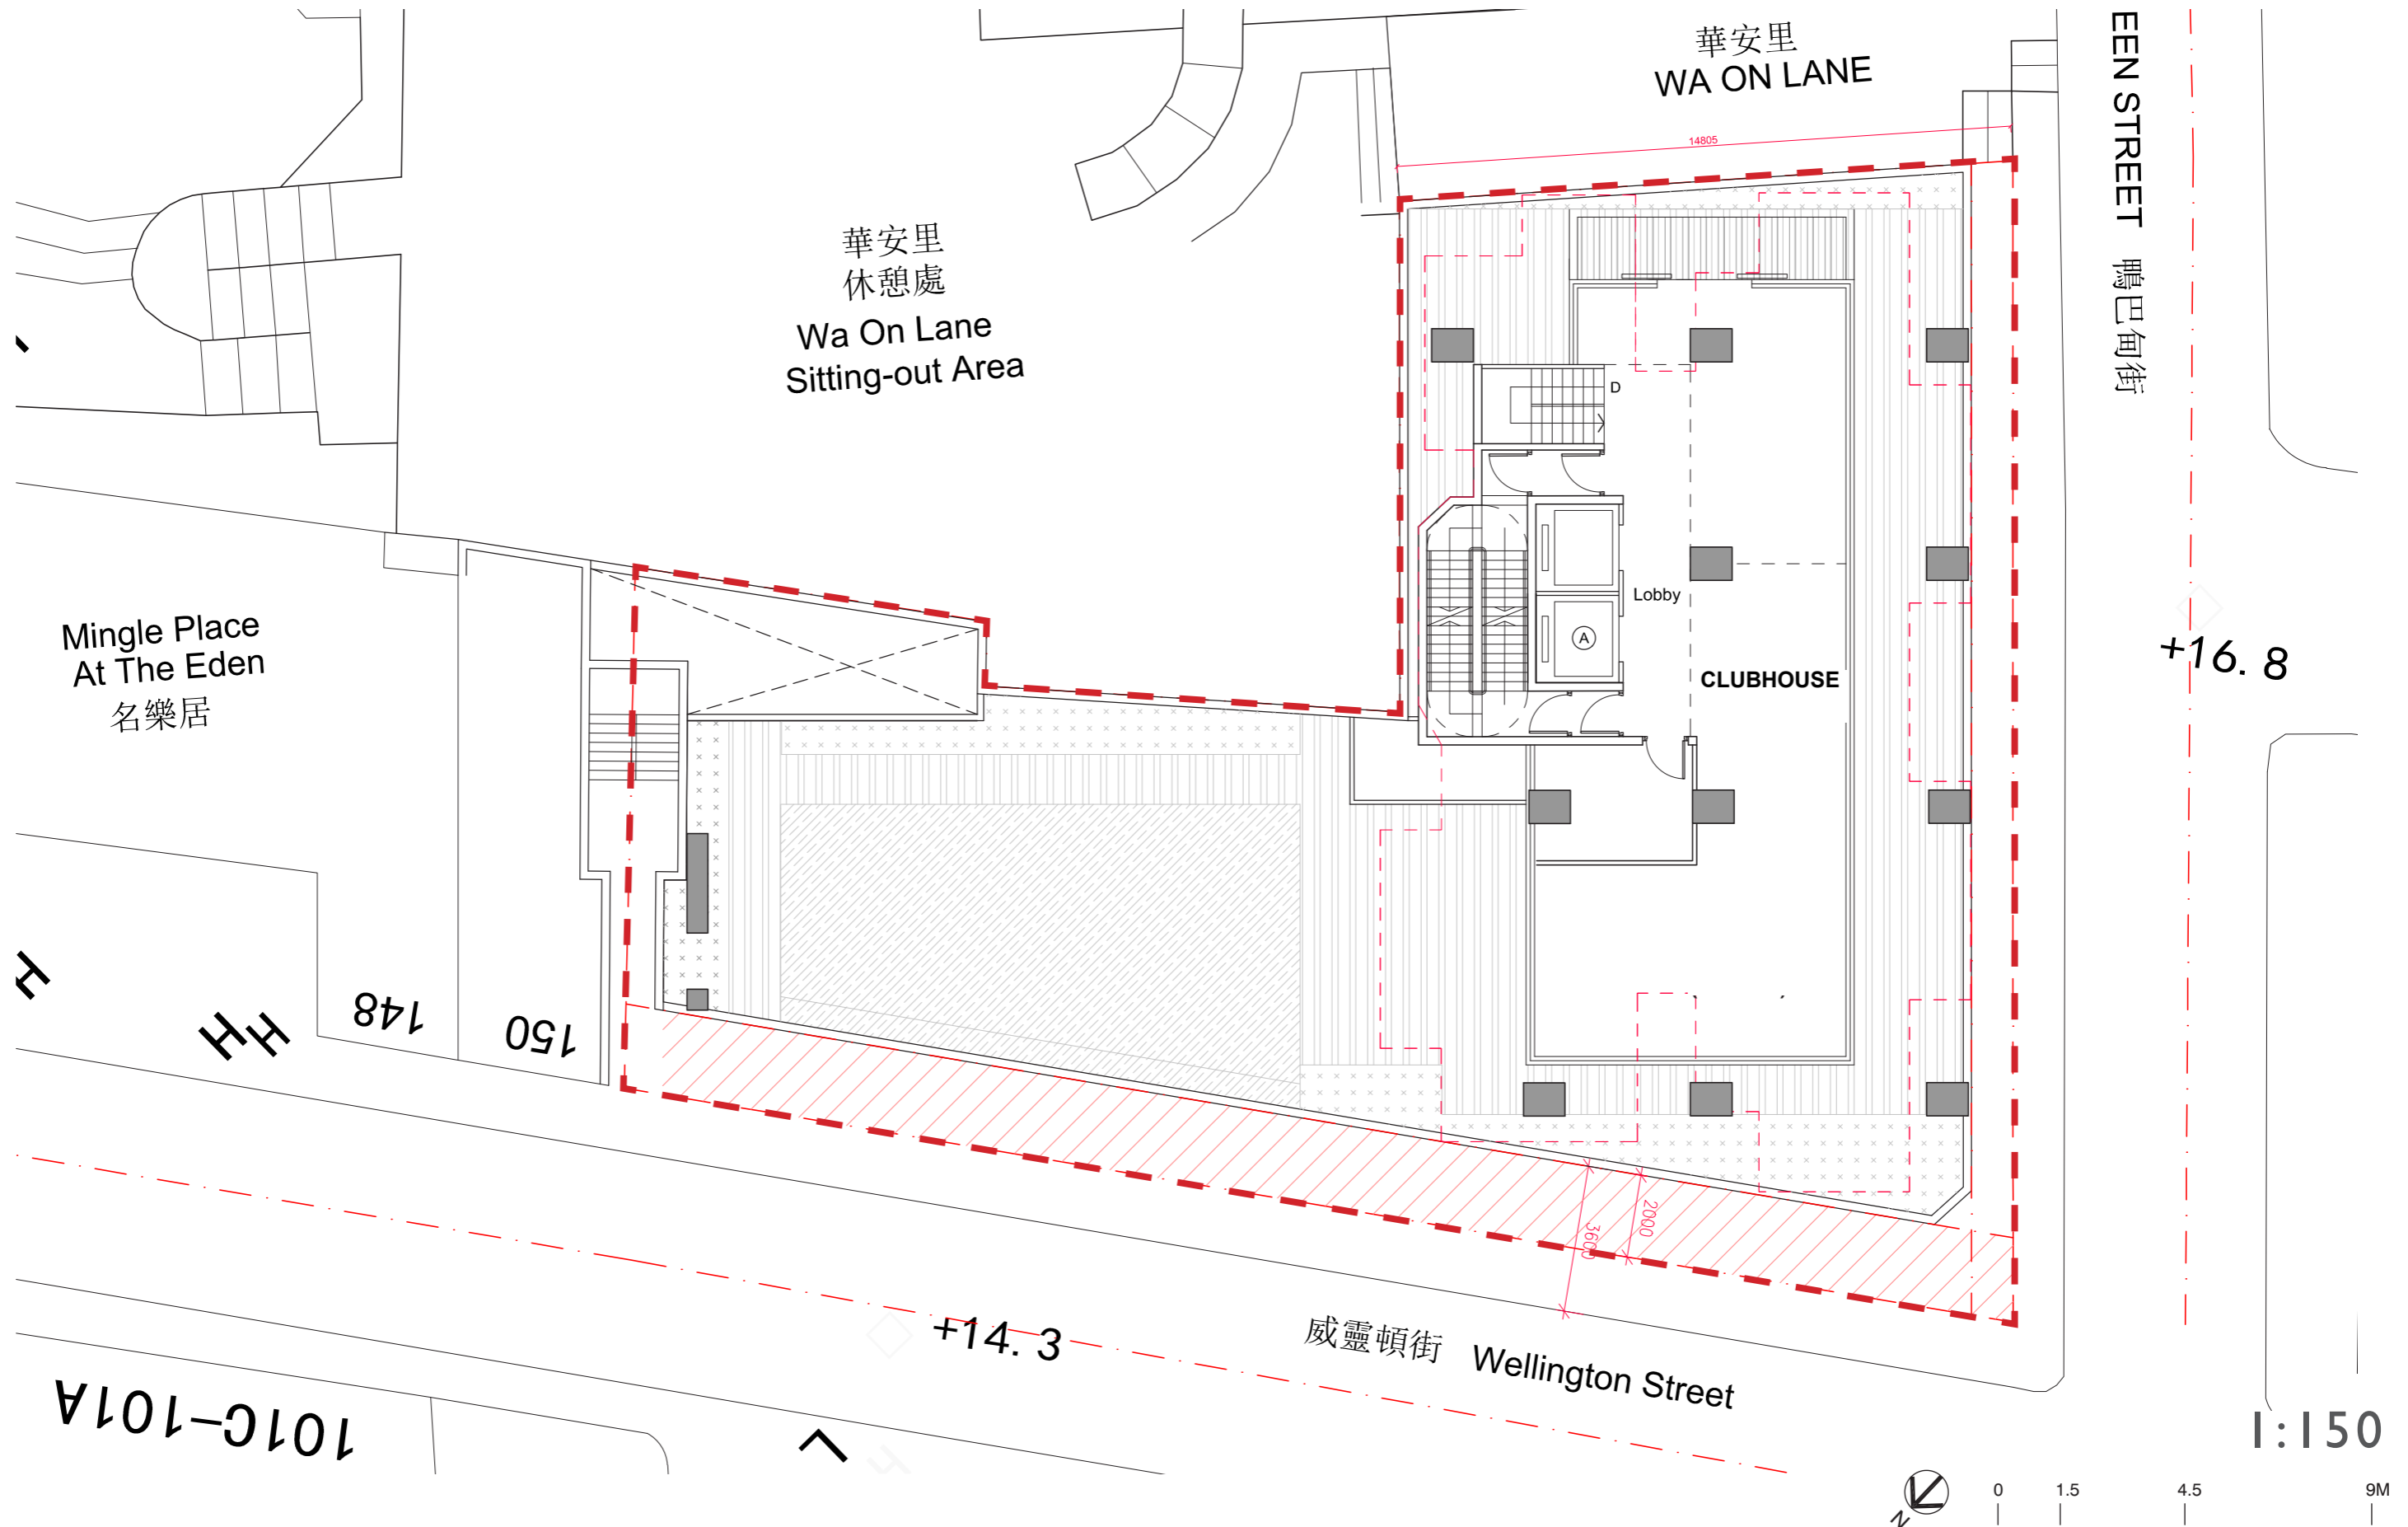 華安里
WA ON LANE
14805
EEN STREET 鴨巴甸街
華安里
休憩處
Wa On Lane
Sitting-out Area
D
Lobby
A
CLUBHOUSE
+16. 8
Mingle Place
At The Eden
名樂居
148
150
2000
3600
+14. 3
威靈頓街 Wellington Street
101C-101A
1:150
N
0 1.5 4.5 9M